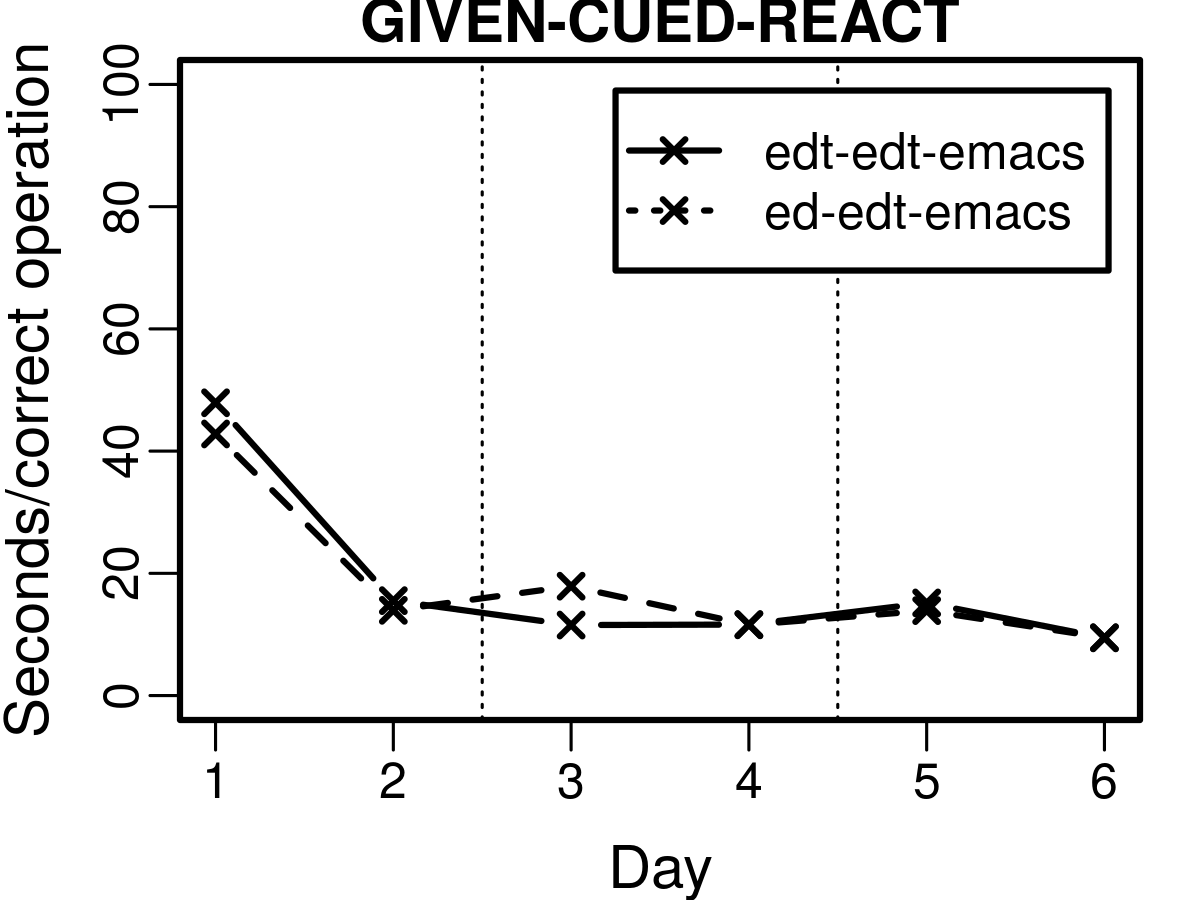 GIVEN-CUED-REACT
Seconds/correct operation
100
80
60
40
20
0
edt-edt-emacs
ed-edt-emacs
1 2 3 4 5 6
Day